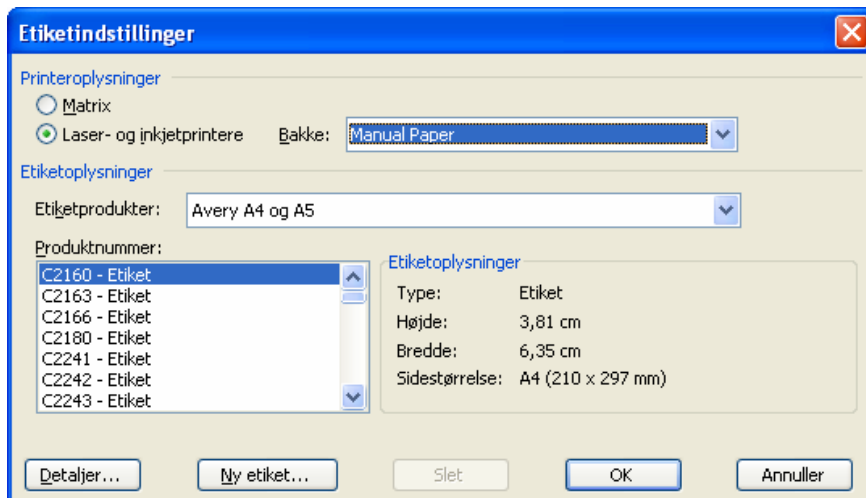 Etiketindstillinger
Printeroplysninger
Matrix
Laser- og inkjetprintere Bakke: Manual Paper
Etiketoplysninger
Etiketprodukter: Avery A4 og A5
Produktnummer:
C2160 - Etiket
C2163 - Etiket
C2166 - Etiket
C2180 - Etiket
C2241 - Etiket
C2242 - Etiket
C2243 - Etiket
Etiketoplysninger
Type: Etiket
Højde: 3,81 cm
Bredde: 6,35 cm
Sidestørrelse: A4 (210 x 297 mm)
Detaljer... Ny etiket... Slet OK Annuller